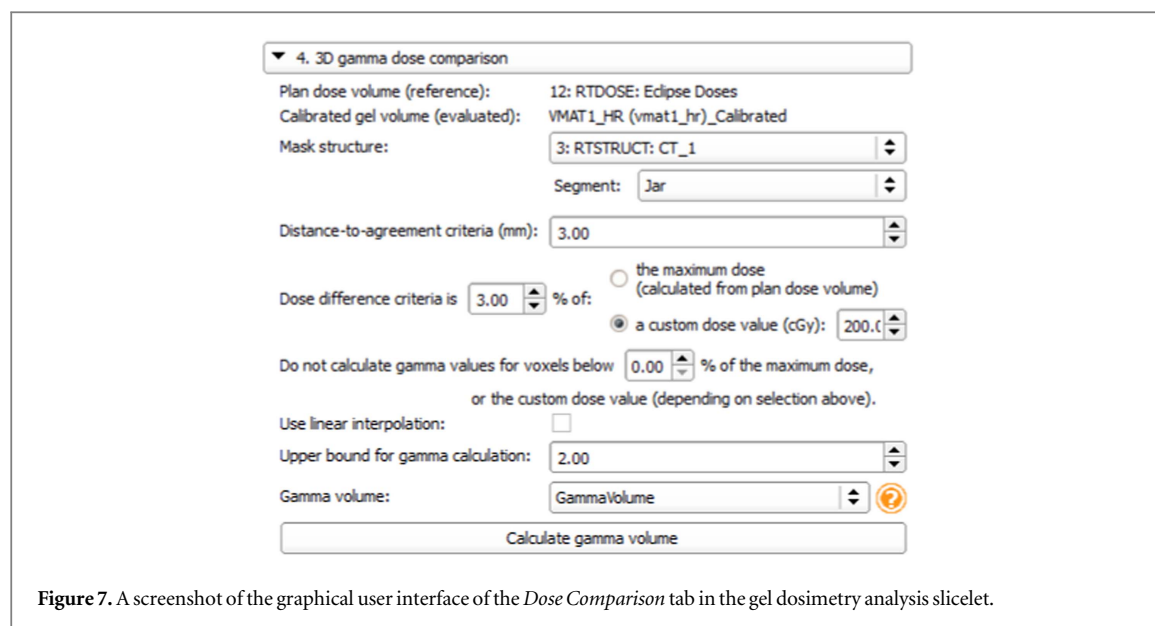 4. 3D gamma dose comparison
Plan dose volume (reference): 12: RTDOSE: Eclipse Doses
Calibrated gel volume (evaluated): VMAT1_HR (vmat1_hr)_Calibrated
Mask structure: 3: RTSTRUCT: CT_1
Segment: Jar
Distance-to-agreement criteria (mm): 3.00
the maximum dose
(calculated from plan dose volume)
Dose difference criteria is 3.00 % of:
a custom dose value (cGy): 200.(
Do not calculate gamma values for voxels below 0.00 % of the maximum dose,
or the custom dose value (depending on selection above).
Use linear interpolation:
Upper bound for gamma calculation: 2.00
Gamma volume: GammaVolume ?
Calculate gamma volume
Figure 7. A screenshot of the graphical user interface of the Dose Comparison tab in the gel dosimetry analysis slicelet.